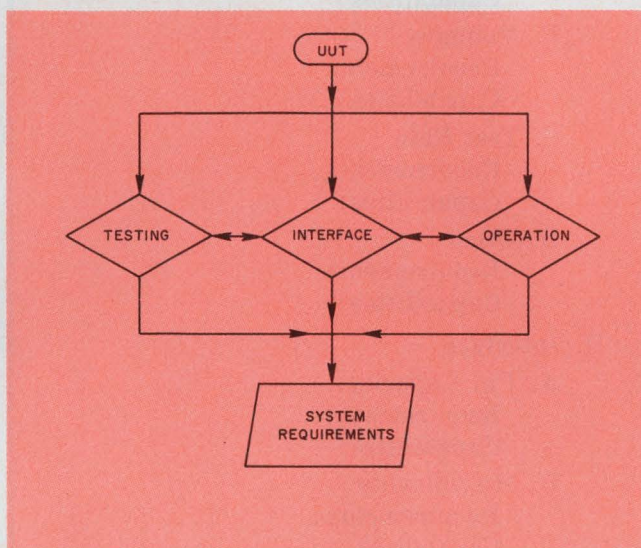 UUT
TESTING
INTERFACE
OPERATION
SYSTEM
REQUIREMENTS